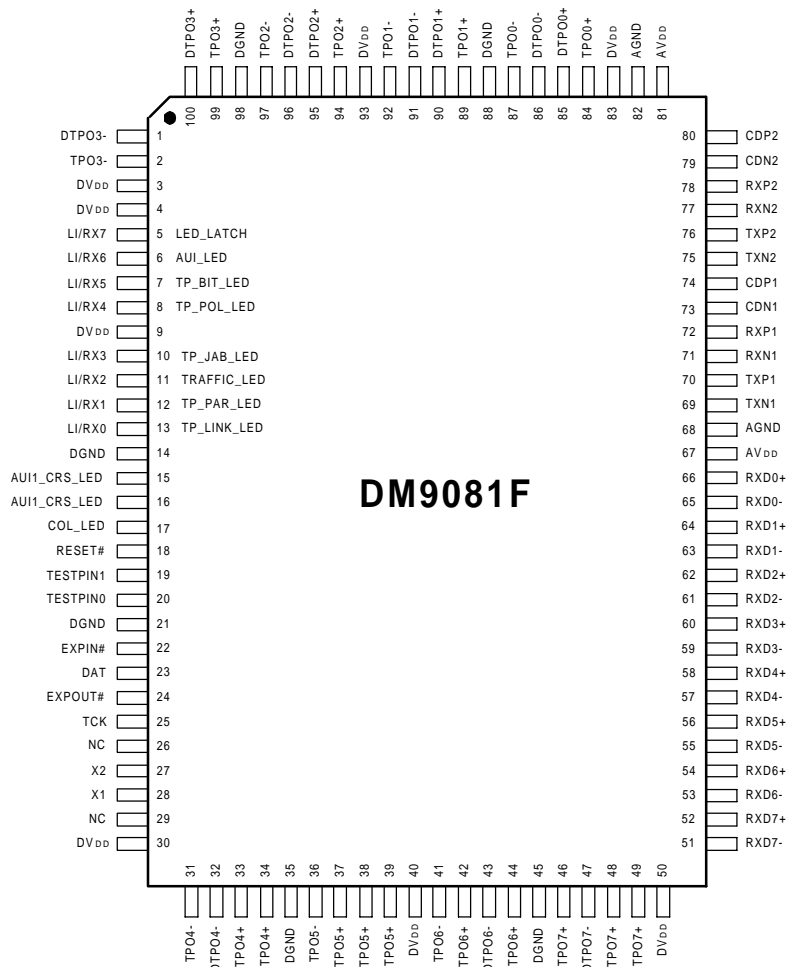 DTPO3+
TPO3+
DGND
TPO2-
DTPO2-
DTPO2+
TPO2+
DVDD
TPO1-
DTPO1-
DTPO1+
TPO1+
DGND
TPO0-
DTPO0-
DTPO0+
TPO0+
DVDD
AGND
AVDD
100 99 98 97 96 95 94 93 92 91 90 89 88 87 86 85 84 83 82 81
DTPO3- 1
TPO3- 2
DVDD 3
DVDD 4
LI/RX7 5 LED_LATCH
LI/RX6 6 AUI_LED
LI/RX5 7 TP_BIT_LED
LI/RX4 8 TP_POL_LED
DVDD 9
LI/RX3 10 TP_JAB_LED
LI/RX2 11 TRAFFIC_LED
LI/RX1 12 TP_PAR_LED
LI/RX0 13 TP_LINK_LED
DGND 14
AUI1_CRS_LED 15
AUI1_CRS_LED 16
COL_LED 17
RESET# 18
TESTPIN1 19
TESTPIN0 20
DGND 21
EXPIN# 22
DAT 23
EXPOUT# 24
TCK 25
NC 26
X2 27
X1 28
NC 29
DVDD 30
DM9081F
80 CDP2
79 CDN2
78 RXP2
77 RXN2
76 TXP2
75 TXN2
74 CDP1
73 CDN1
72 RXP1
71 RXN1
70 TXP1
69 TXN1
68 AGND
67 AVDD
66 RXD0+
65 RXD0-
64 RXD1+
63 RXD1-
62 RXD2+
61 RXD2-
60 RXD3+
59 RXD3-
58 RXD4+
57 RXD4-
56 RXD5+
55 RXD5-
54 RXD6+
53 RXD6-
52 RXD7+
51 RXD7-
31 32 33 34 35 36 37 38 39 40 41 42 43 44 45 46 47 48 49 50
TPO4-
DTPO4-
TPO4+
TPO4+
DGND
TPO5-
TPO5+
TPO5+
TPO5+
DVDD
TPO6-
TPO6+
DTPO6-
TPO6+
DGND
TPO7+
DTPO7-
TPO7+
TPO7+
DVDD